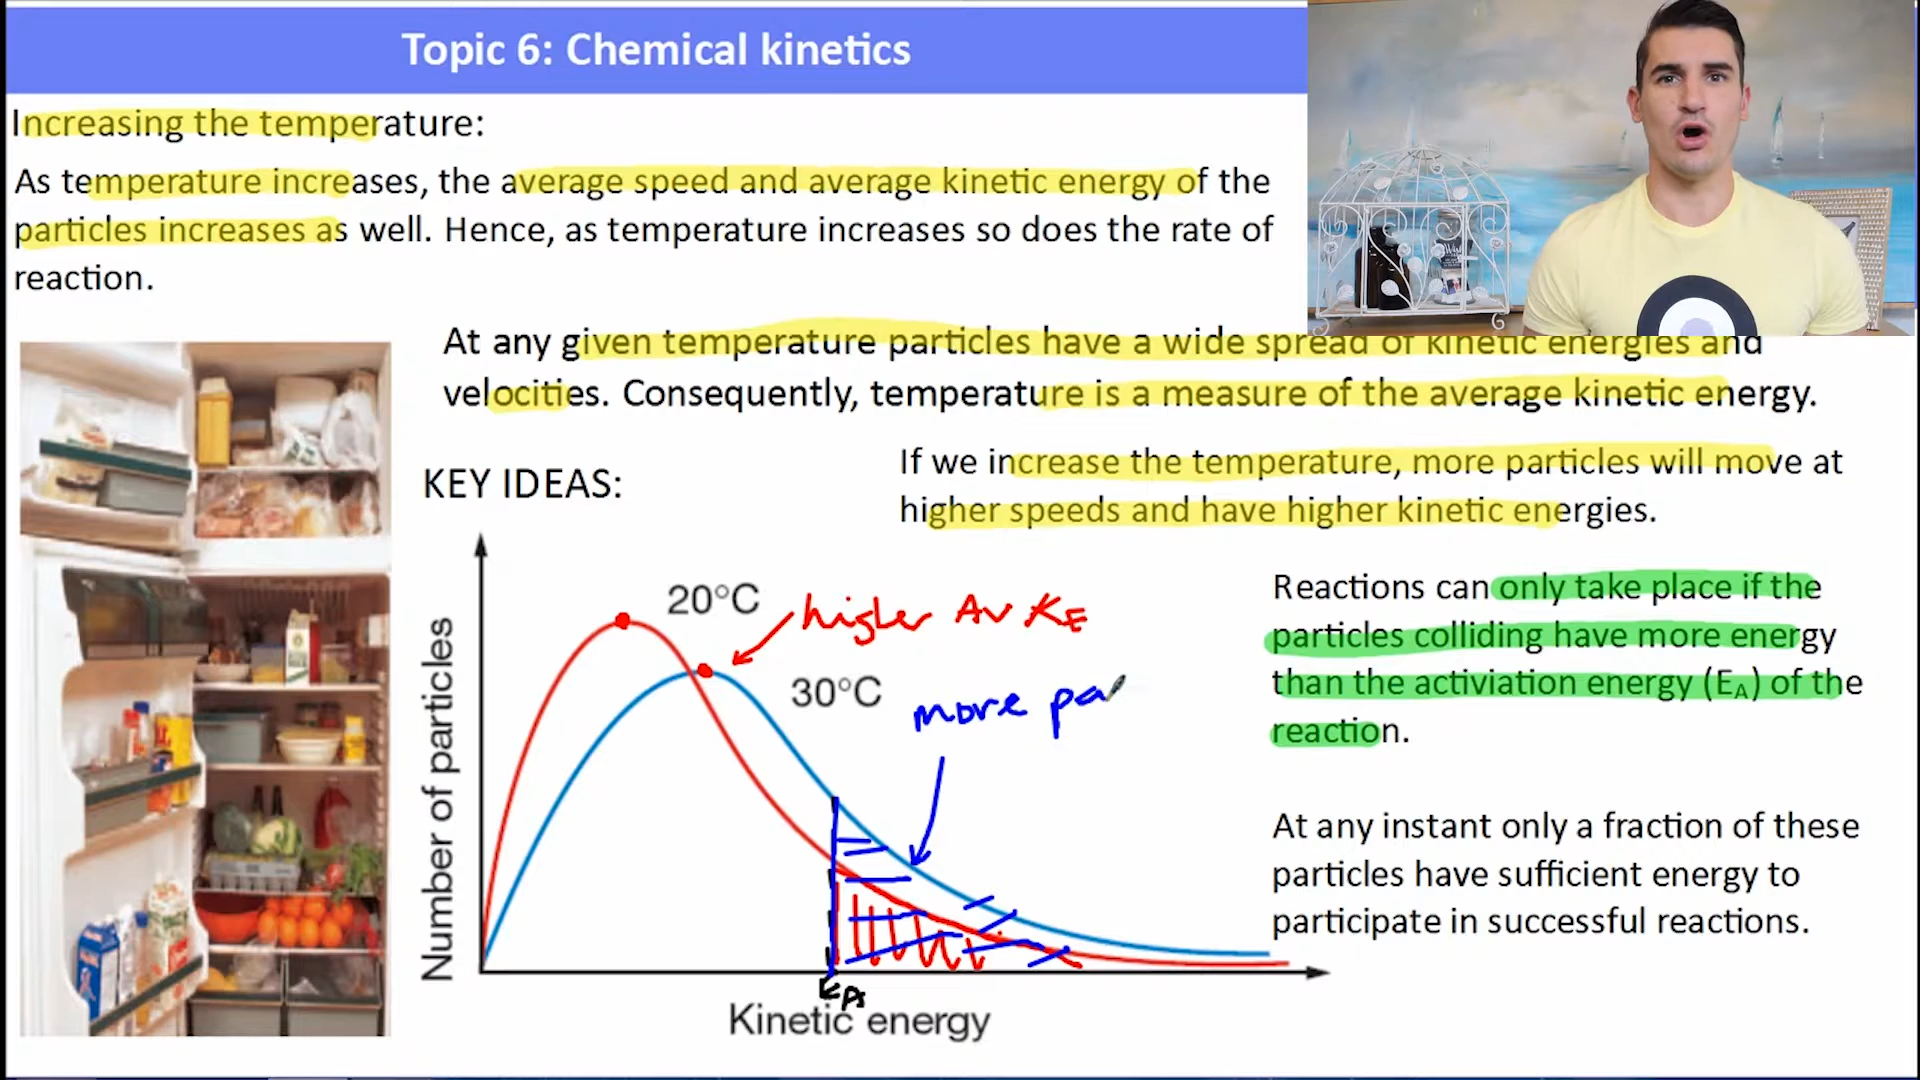 Topic 6: Chemical kinetics
Increasing the temperature:
As temperature increases, the average speed and average kinetic energy of the
particles increases as well. Hence, as temperature increases so does the rate of
reaction.
At any given temperature particles have a wide spread of kinetic energies and
velocities. Consequently, temperature is a measure of the average kinetic energy.
If we increase the temperature, more particles will move at
higher speeds and have higher kinetic energies.
KEY IDEAS:
20°C
higher Av KE
30°C
more pa
Number of particles
Kinetic energy
Reactions can only take place if the
particles colliding have more energy
than the activiation energy (EA) of the
reaction.
At any instant only a fraction of these
particles have sufficient energy to
participate in successful reactions.